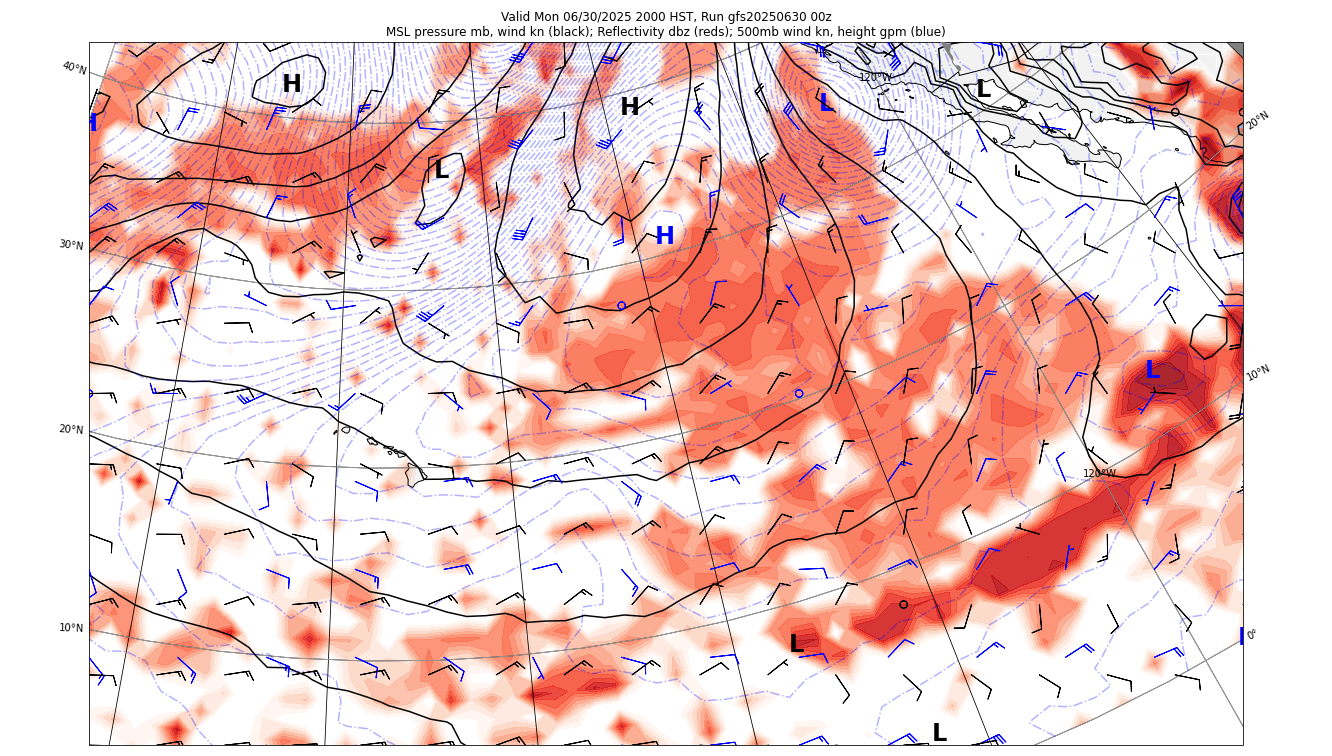 Valid Mon 06/30/2025 2000 HST, Run gfs20250630 00z
MSL pressure mb, wind kn (black); Reflectivity dbz (reds); 500mb wind kn, height gpm (blue)
40°N
120°W
H
L
H
L
20°N
L
30°N
H
L
10°N
20°N
120°W
10°N
L
0°
L